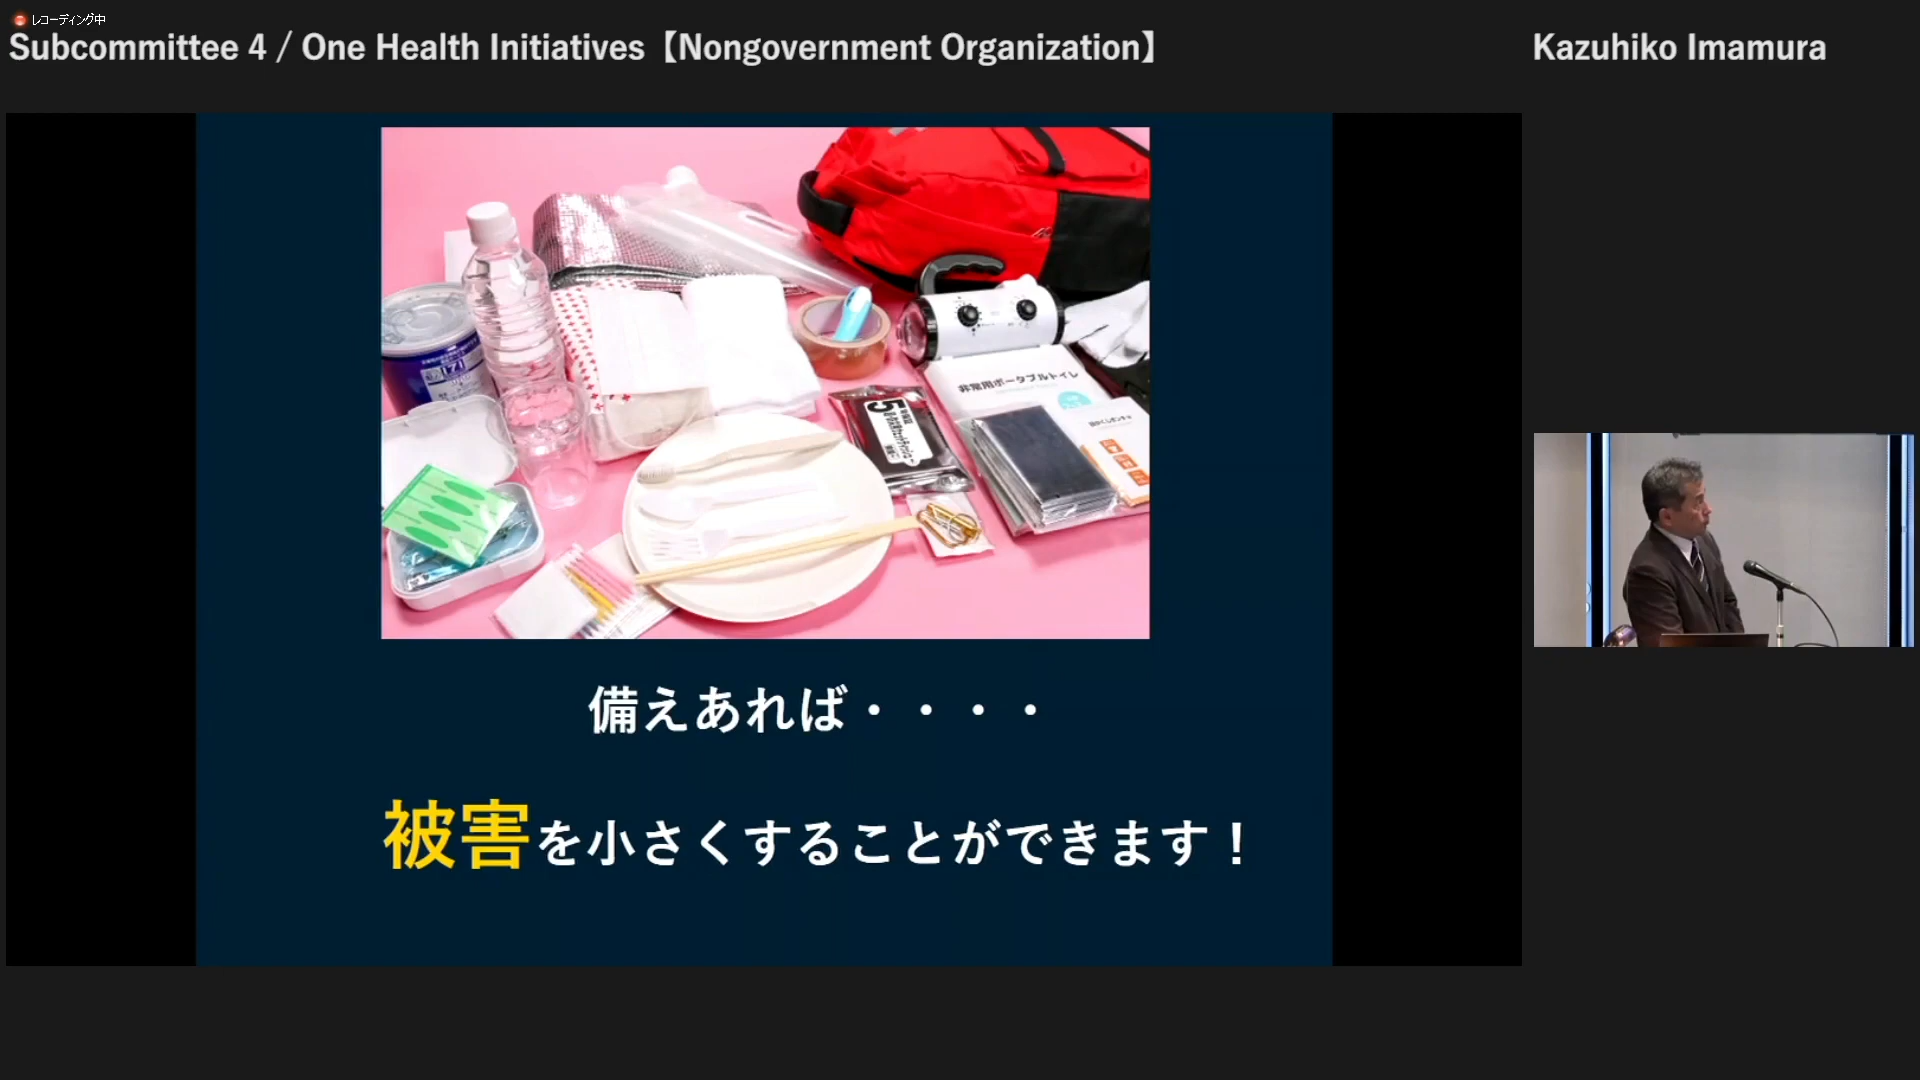 レコーディング中
Subcommittee 4 / One Health Initiatives【Nongovernment Organization】
Kazuhiko Imamura
非常用ポータブルトイレ
5
備えあれば・・・・
被害を小さくすることができます！